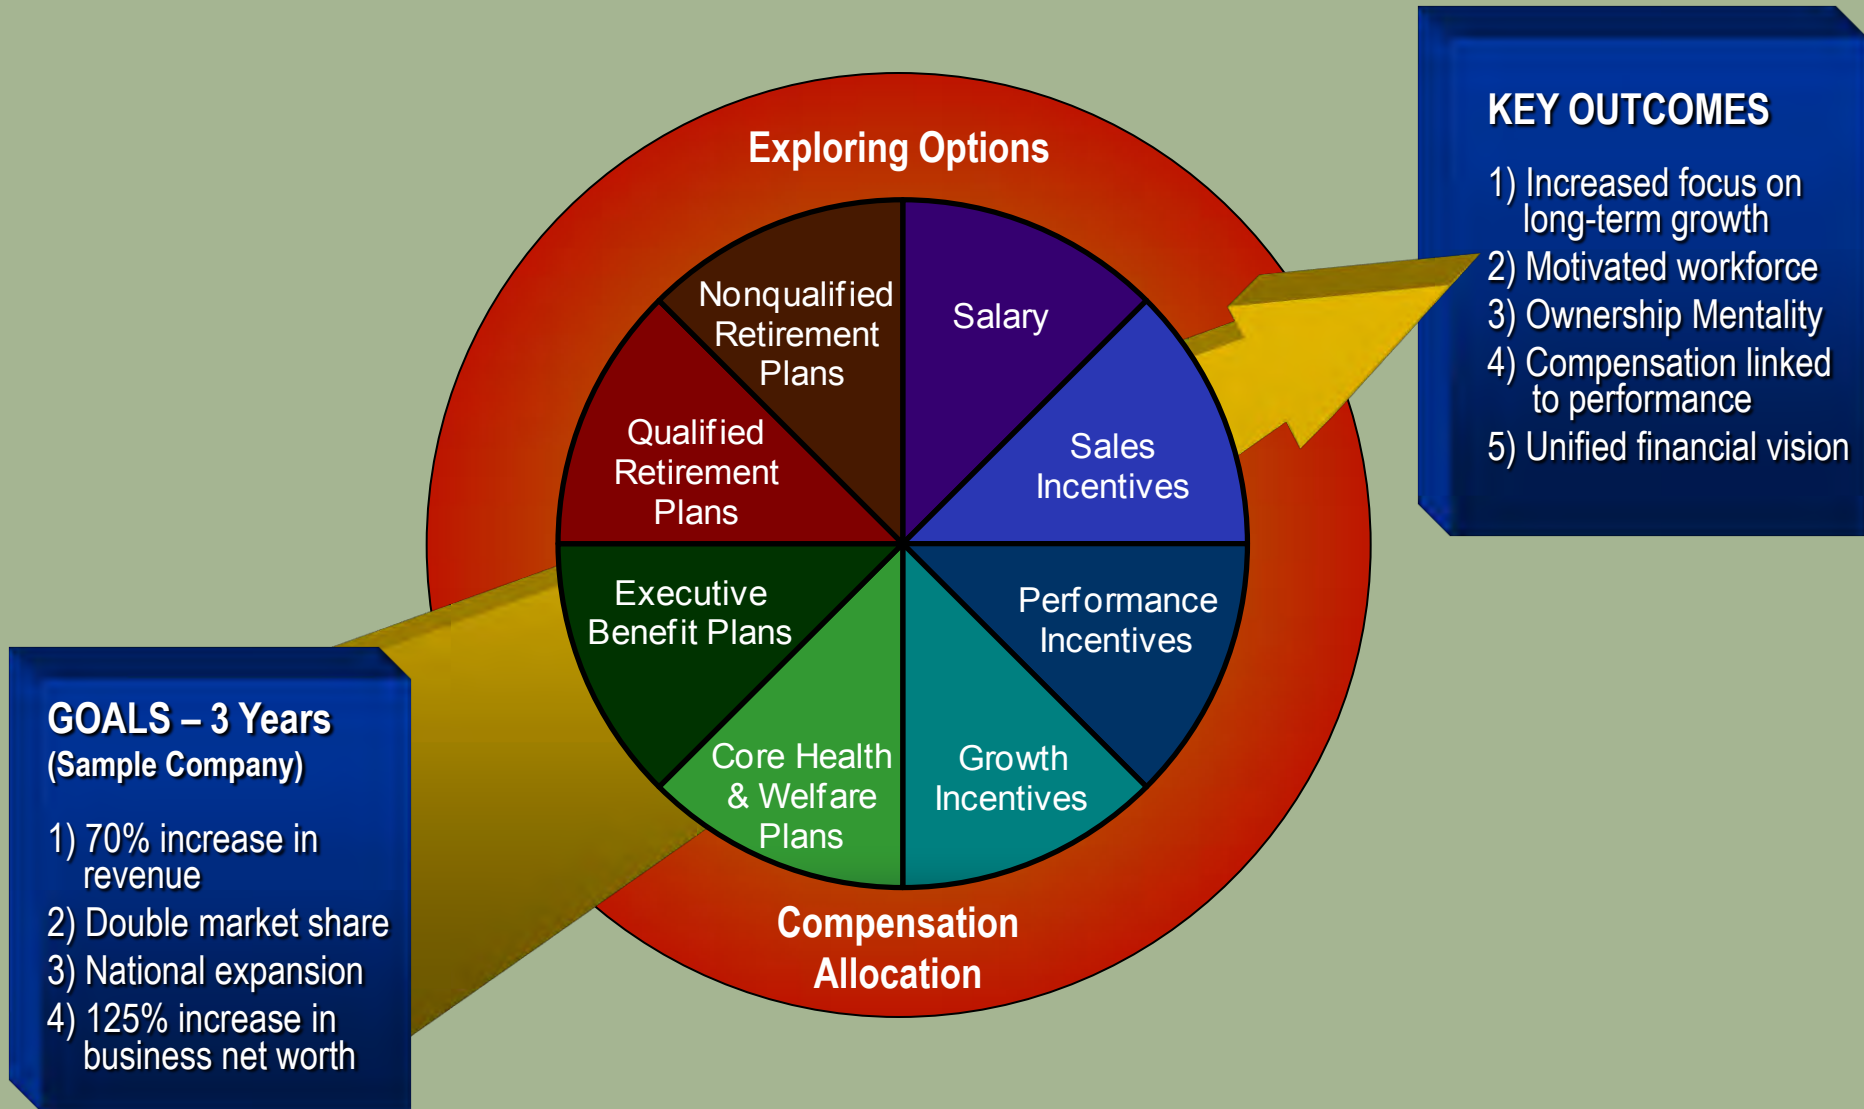 Exploring Options
Nonqualified
Retirement
Plans
Salary
Qualified
Retirement
Plans
Sales
Incentives
Executive
Benefit Plans
Performance
Incentives
Core Health
& Welfare
Plans
Growth
Incentives
Compensation
Allocation
GOALS – 3 Years
(Sample Company)
1) 70% increase in
revenue
2) Double market share
3) National expansion
4) 125% increase in
business net worth
KEY OUTCOMES
1) Increased focus on
long-term growth
2) Motivated workforce
3) Ownership Mentality
4) Compensation linked
to performance
5) Unified financial vision